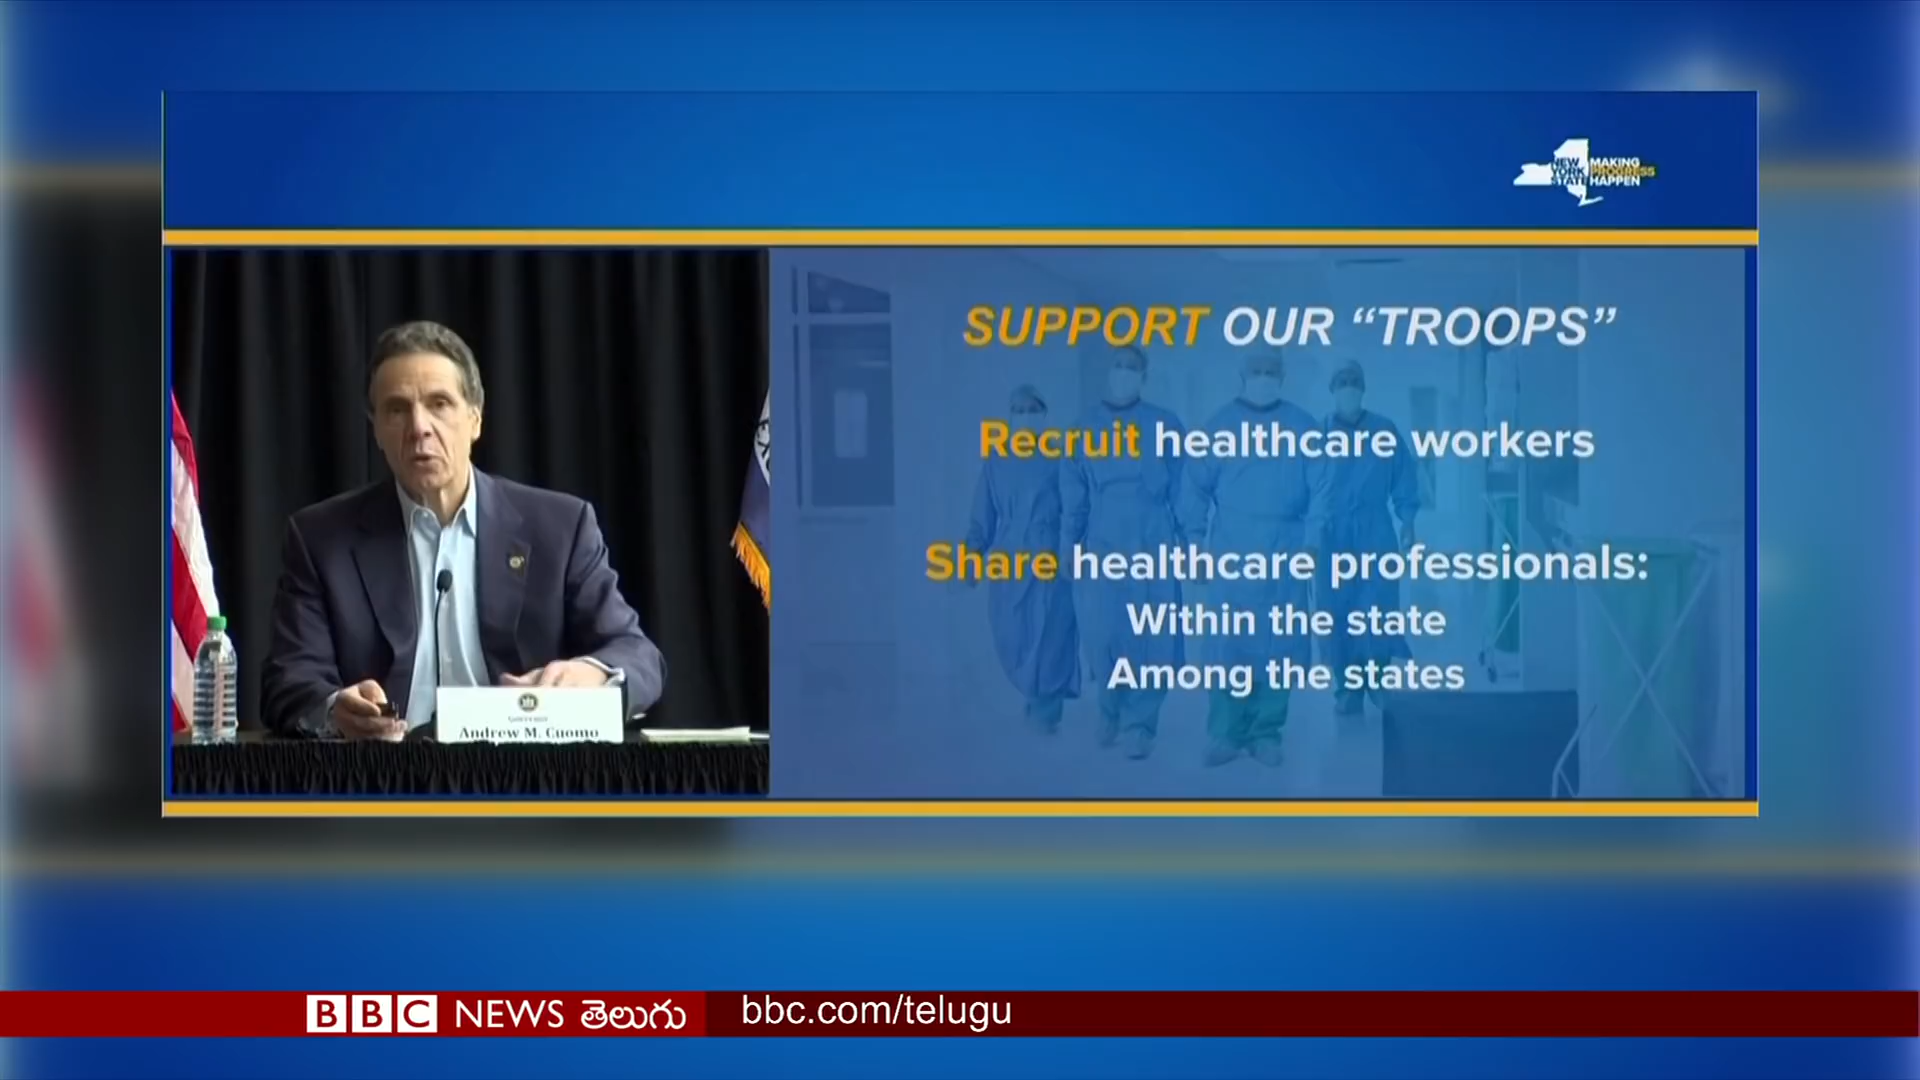 NEW
YORK
STATE
MAKING
PROGRESS
HAPPEN
SUPPORT OUR “TROOPS”
Recruit healthcare workers
Share healthcare professionals:
Within the state
Among the states
Andrew M. Cuomo
BBC NEWS తెలుగు
bbc.com/telugu